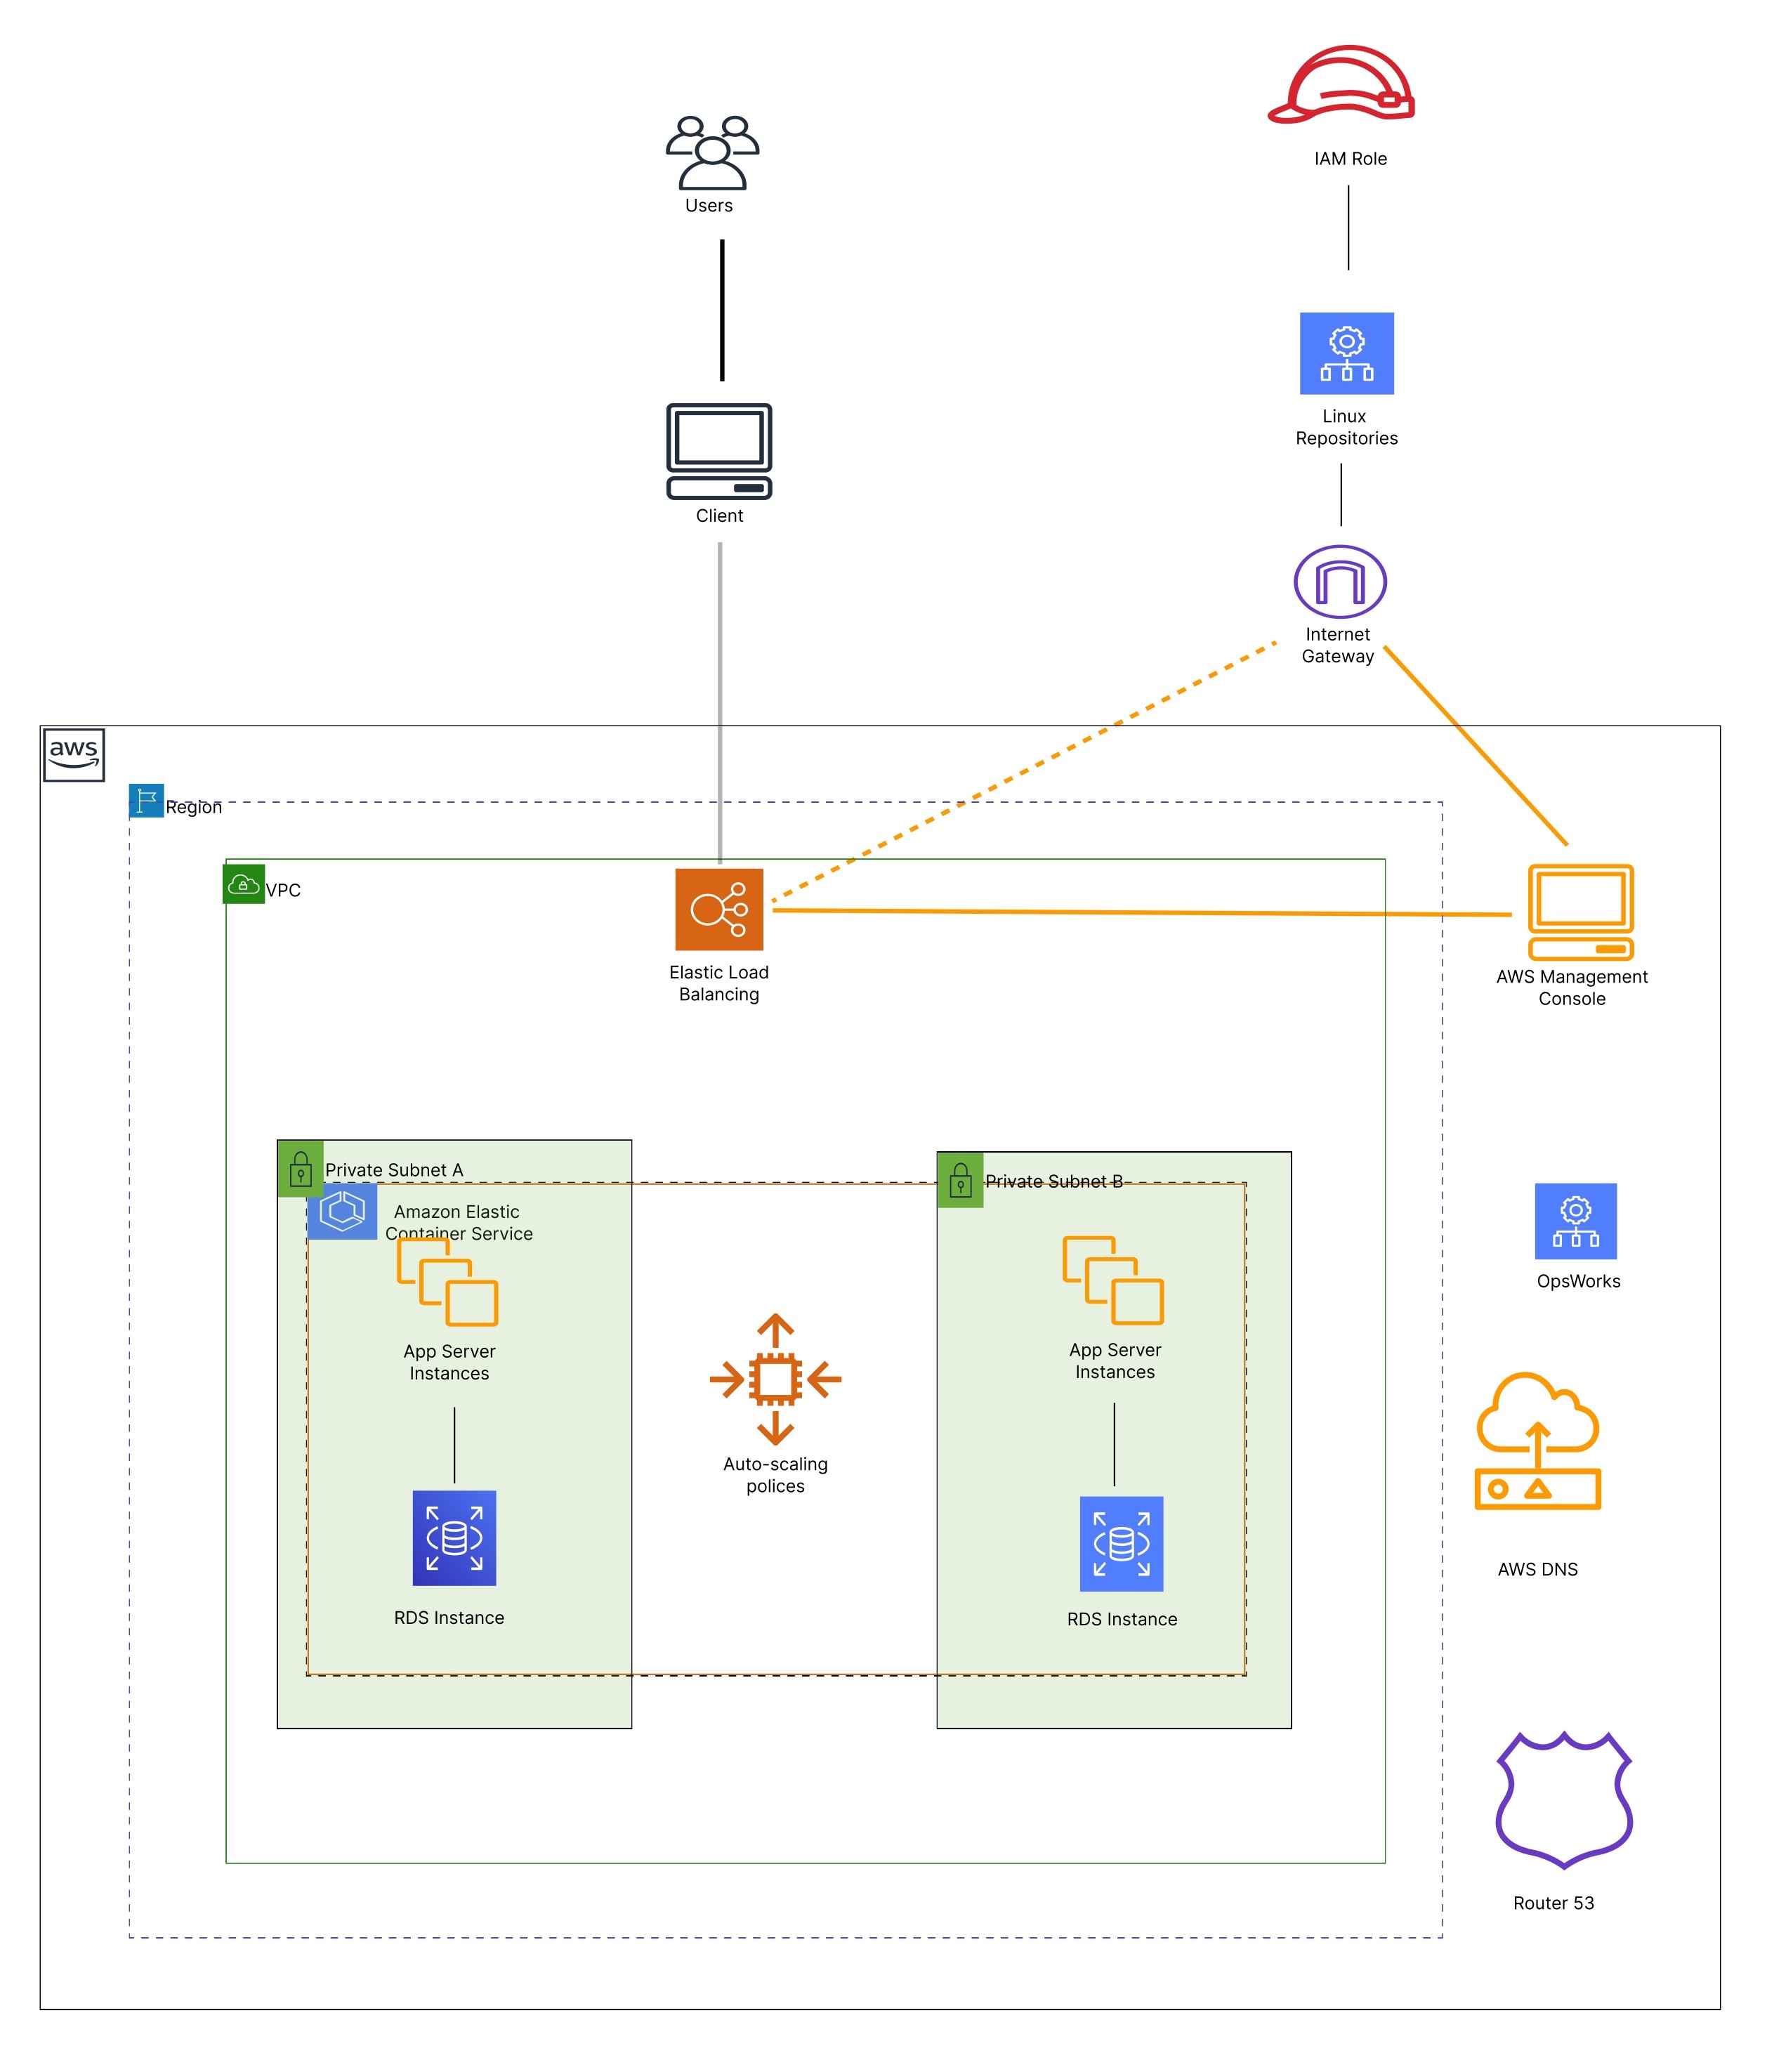 IAM Role
Users
Linux
Repositories
Client
Internet
Gateway
aws
Region
VPC
Elastic Load
Balancing
AWS Management
Console
Private Subnet A
Private Subnet B
Amazon Elastic
Container Service
OpsWorks
App Server
Instances
App Server
Instances
Auto-scaling
polices
AWS DNS
RDS Instance
RDS Instance
Router 53